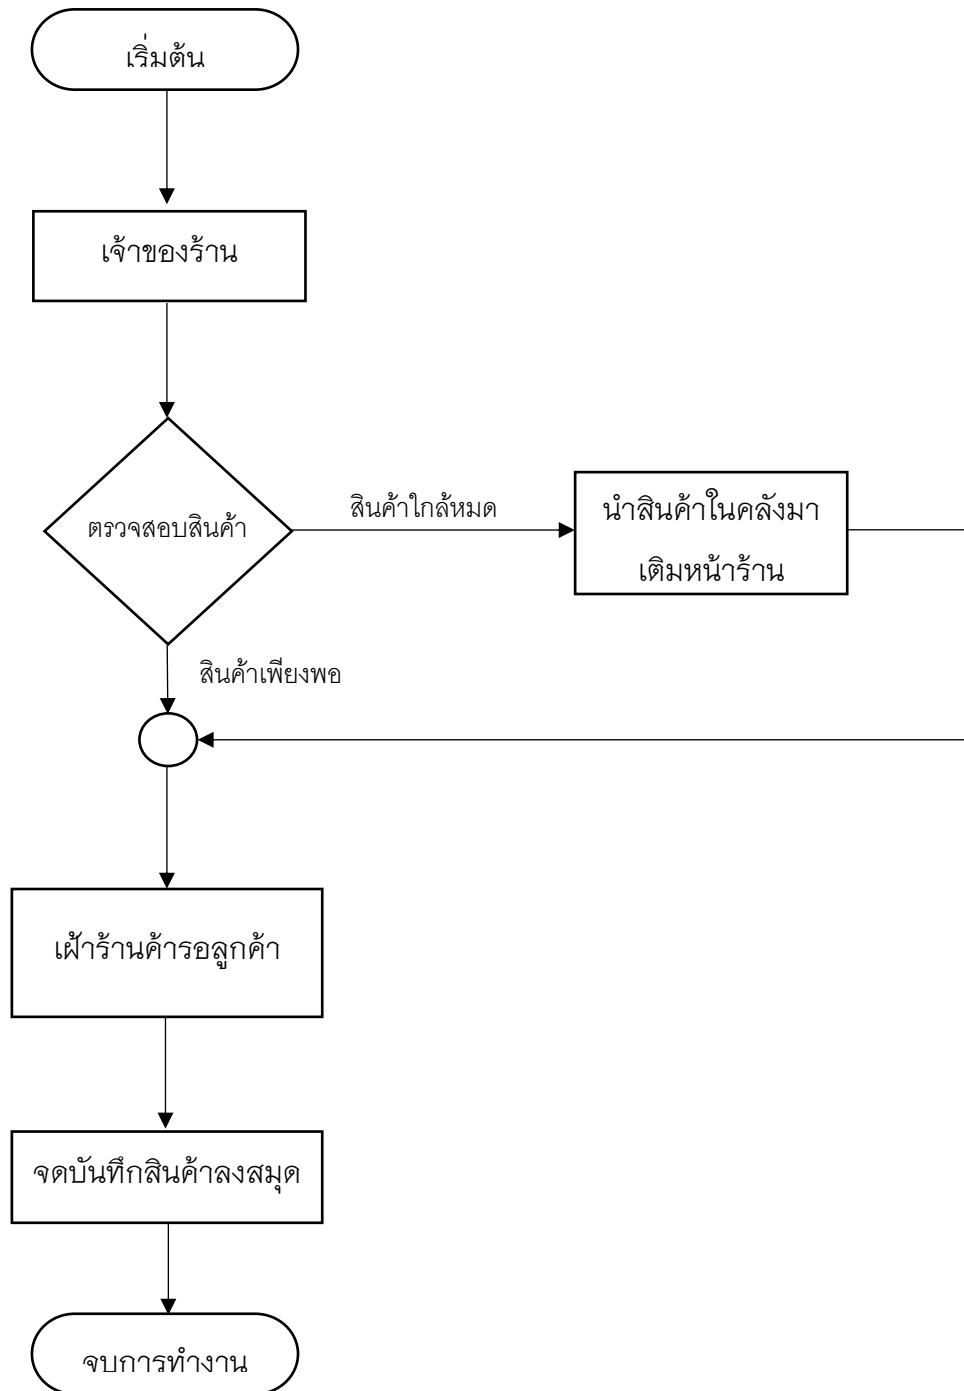 เริ่มต้น
เจ้าของร้าน
ตรวจสอบสินค้า
สินค้าใกล้หมด
นำสินค้าในคลังมา
เติมหน้าร้าน
สินค้าเพียงพอ
เฝ้าร้านค้ารอลูกค้า
จดบันทึกสินค้าลงสมุด
จบการทำงาน